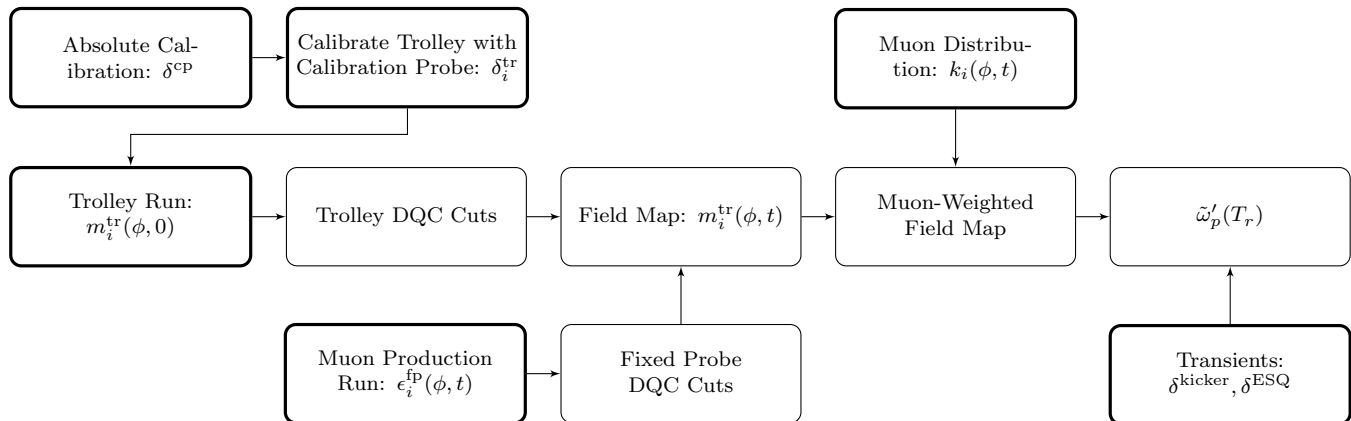 Absolute Cal-
ibration: δ^cp
Calibrate Trolley with
Calibration Probe: δ_i^tr
Muon Distribu-
tion: k_i(ϕ, t)
Trolley Run:
m_i^tr(ϕ, 0)
Trolley DQC Cuts
Field Map: m_i^tr(ϕ, t)
Muon-Weighted
Field Map
ω̃′_p(T_r)
Muon Production
Run: ϵ_i^fp(ϕ, t)
Fixed Probe
DQC Cuts
Transients:
δ^kicker, δ^ESQ